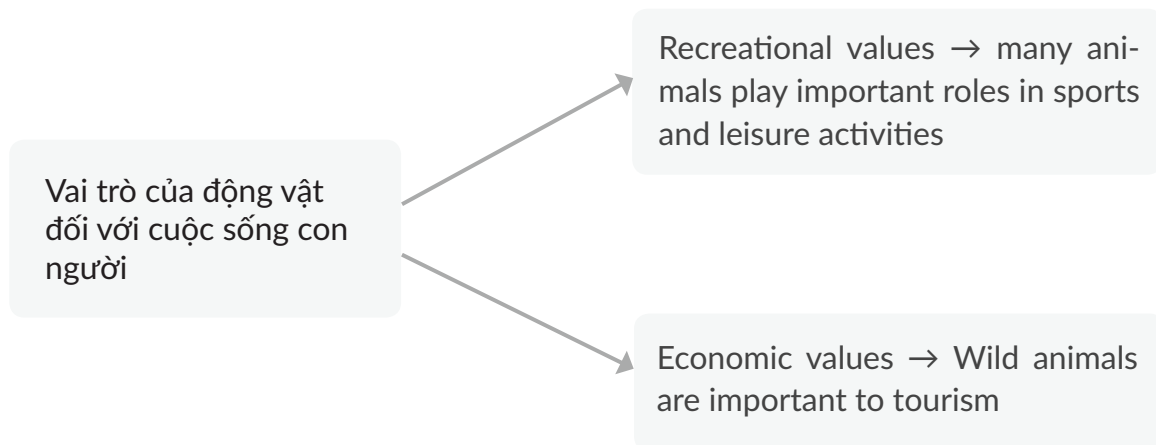 Vai trò của động vật
đối với cuộc sống con
người
Recreational values → many ani-
mals play important roles in sports
and leisure activities
Economic values → Wild animals
are important to tourism